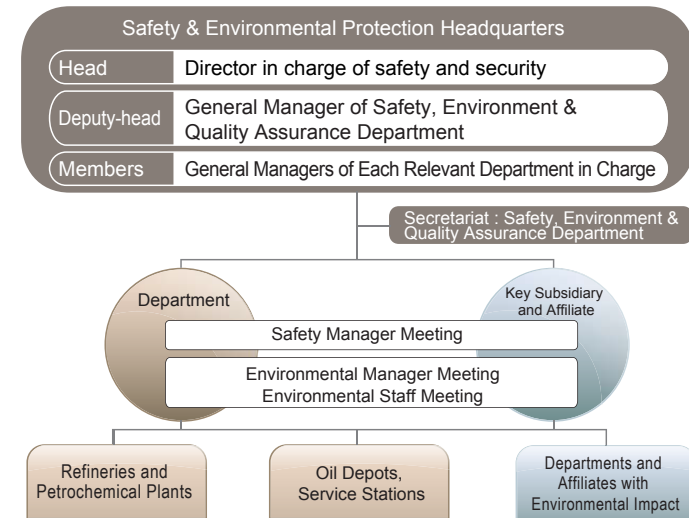 Safety & Environmental Protection Headquarters
Head Director in charge of safety and security
Deputy-head General Manager of Safety, Environment &
Quality Assurance Department
Members General Managers of Each Relevant Department in Charge
Secretariat : Safety, Environment &
Quality Assurance Department
Department
Key Subsidiary
and Affiliate
Safety Manager Meeting
Environmental Manager Meeting
Environmental Staff Meeting
Refineries and
Petrochemical Plants
Oil Depots,
Service Stations
Departments and
Affiliates with
Environmental Impact